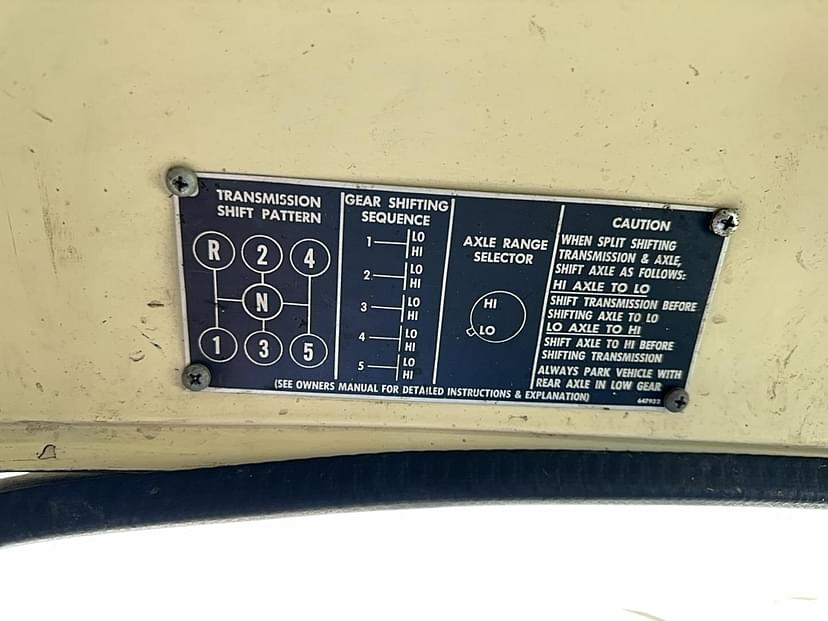 TRANSMISSION
SHIFT PATTERN
R 2 4
N
1 3 5
GEAR SHIFTING
SEQUENCE
1 LO
HI
2 LO
HI
3 LO
HI
4 LO
HI
5 LO
HI
AXLE RANGE
SELECTOR
HI
LO
CAUTION
WHEN SPLIT SHIFTING
TRANSMISSION & AXLE,
SHIFT AXLE AS FOLLOWS:
HI AXLE TO LO
SHIFT TRANSMISSION BEFORE
SHIFTING AXLE TO LO
LO AXLE TO HI
SHIFT AXLE TO HI BEFORE
SHIFTING TRANSMISSION
ALWAYS PARK VEHICLE WITH
REAR AXLE IN LOW GEAR
(SEE OWNERS MANUAL FOR DETAILED INSTRUCTIONS & EXPLANATION)